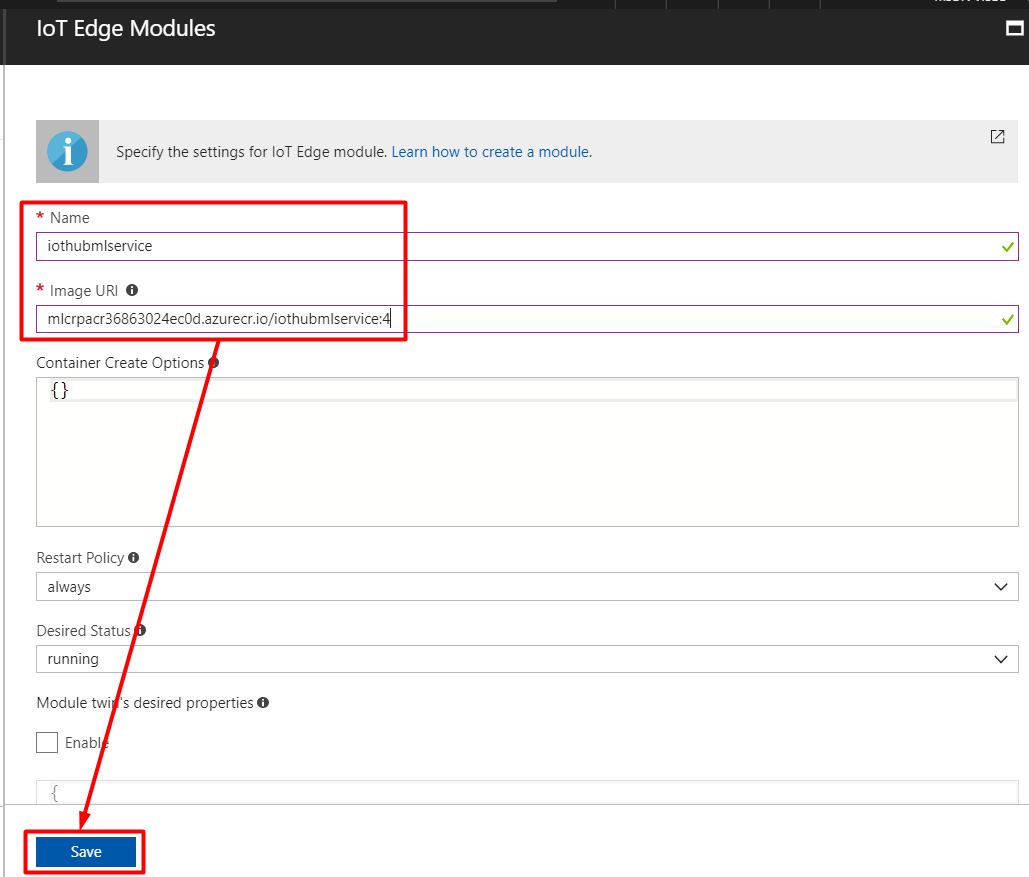 IoT Edge Modules
Specify the settings for IoT Edge module. Learn how to create a module.
* Name
iothubmlservice
* Image URI
mlcrpacr36863024ec0d.azurecr.io/iothubmlservice:4
Container Create Options
{}
Restart Policy
always
Desired Status
running
Module twin's desired properties
Enable
{
Save